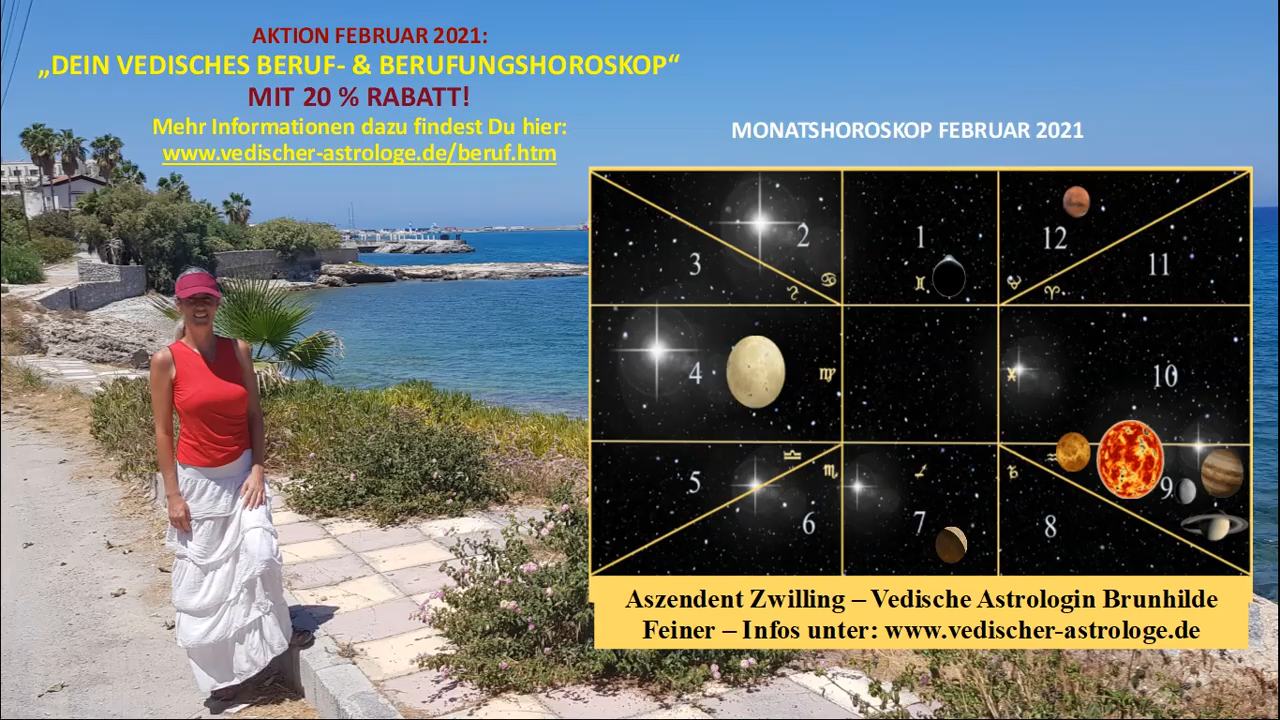 AKTION FEBRUAR 2021:
„DEIN VEDISCHES BERUF- & BERUFUNGSHOROSKOP“
MIT 20 % RABATT!
Mehr Informationen dazu findest Du hier:
www.vedischer-astrologe.de/beruf.htm
MONATSHOROSKOP FEBRUAR 2021
2 1 12
3 11
♋ ♊ ♉
♌ ♈
4 ♍ ♓ 10
♎ ♏ ♐ ♑ ♒
5 9
6 7 8
Aszendent Zwilling – Vedische Astrologin Brunhilde
Feiner – Infos unter: www.vedischer-astrologe.de